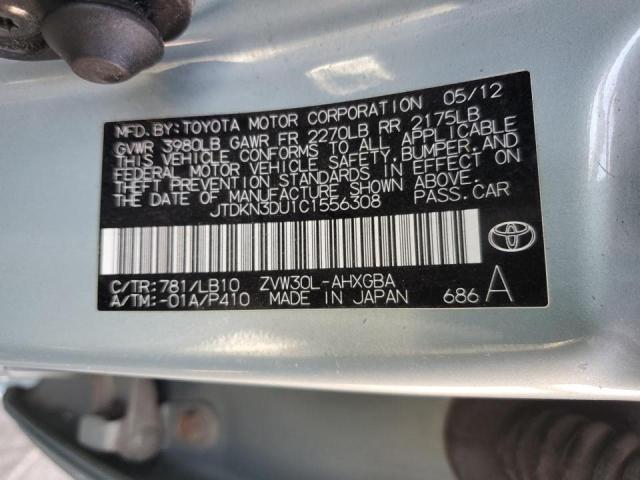 MFD. BY: TOYOTA MOTOR CORPORATION 05/12
GVWR 3980LB GAWR FR 2270LB RR 2175LB
THIS VEHICLE CONFORMS TO ALL APPLICABLE
FEDERAL MOTOR VEHICLE SAFETY, BUMPER, AND
THEFT PREVENTION STANDARDS IN EFFECT ON
THE DATE OF MANUFACTURE SHOWN ABOVE.
JTDKN3DU1C1556308 PASS. CAR
C/TR: 781/LB10 ZVW30L-AHXGBA
A/TM: -01A/P410 MADE IN JAPAN 686 A